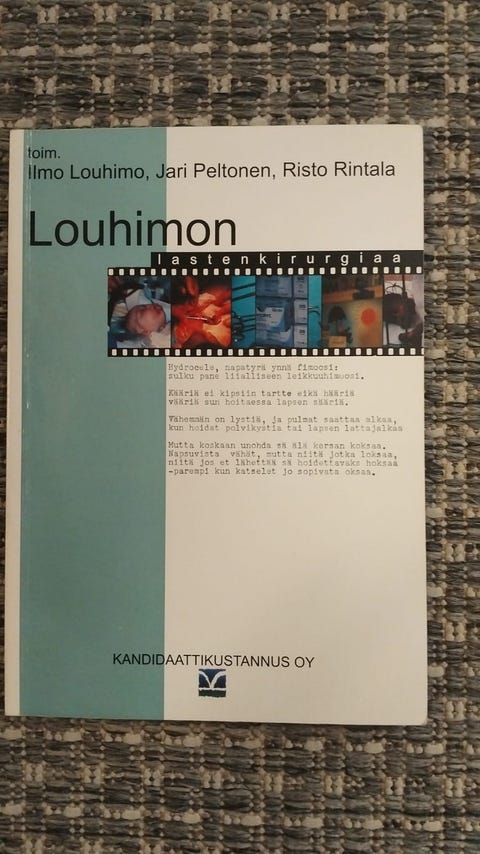 toim.
Ilmo Louhimo, Jari Peltonen, Risto Rintala
Louhimon
lastenkirurgiaa
Hydrocele, napatyrä ynnä fimoosi:
sulku pane liialliseen leikkuuhimoosi.
Kääriä ei kipsiin tartte eikä hääriä
vääriä sun hoitaessa lapsen sääriä.
Vähemmän on lystiä, ja pulmat saattaa alkaa,
kun hoidat polvikystia tai lapsen lattajalkaa
Mutta koskaan unohda sä älä kersan koksaa.
Napsuvista vähät, mutta niitä jotka loksaa,
niitä jos et lähettää sä hoidettavaks hoksaa
-parempi kun katselet jo sopivata oksaa.
KANDIDAATTIKUSTANNUS OY